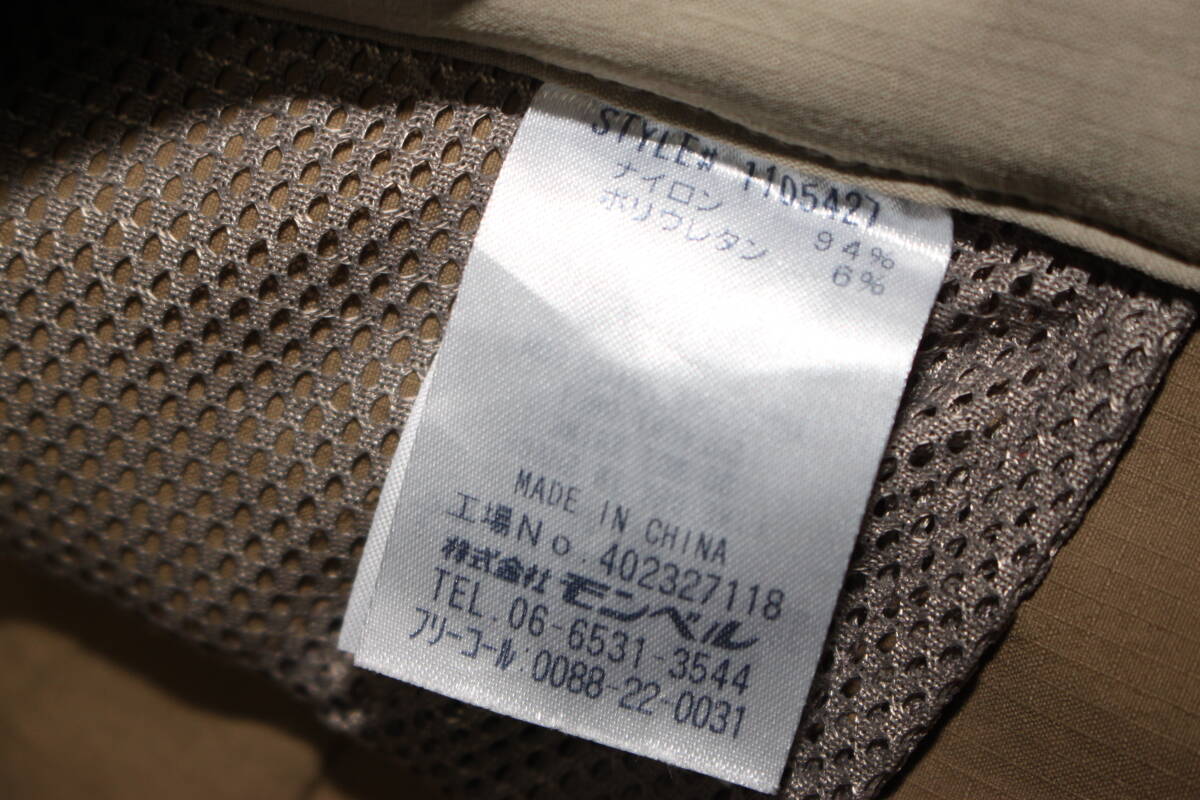 STYLE# 1105427
ナイロン 94%
ポリウレタン 6%
MADE IN CHINA
工場No.402327118
株式会社モンベル
TEL.06-6531-3544
フリーコール:0088-22-0031